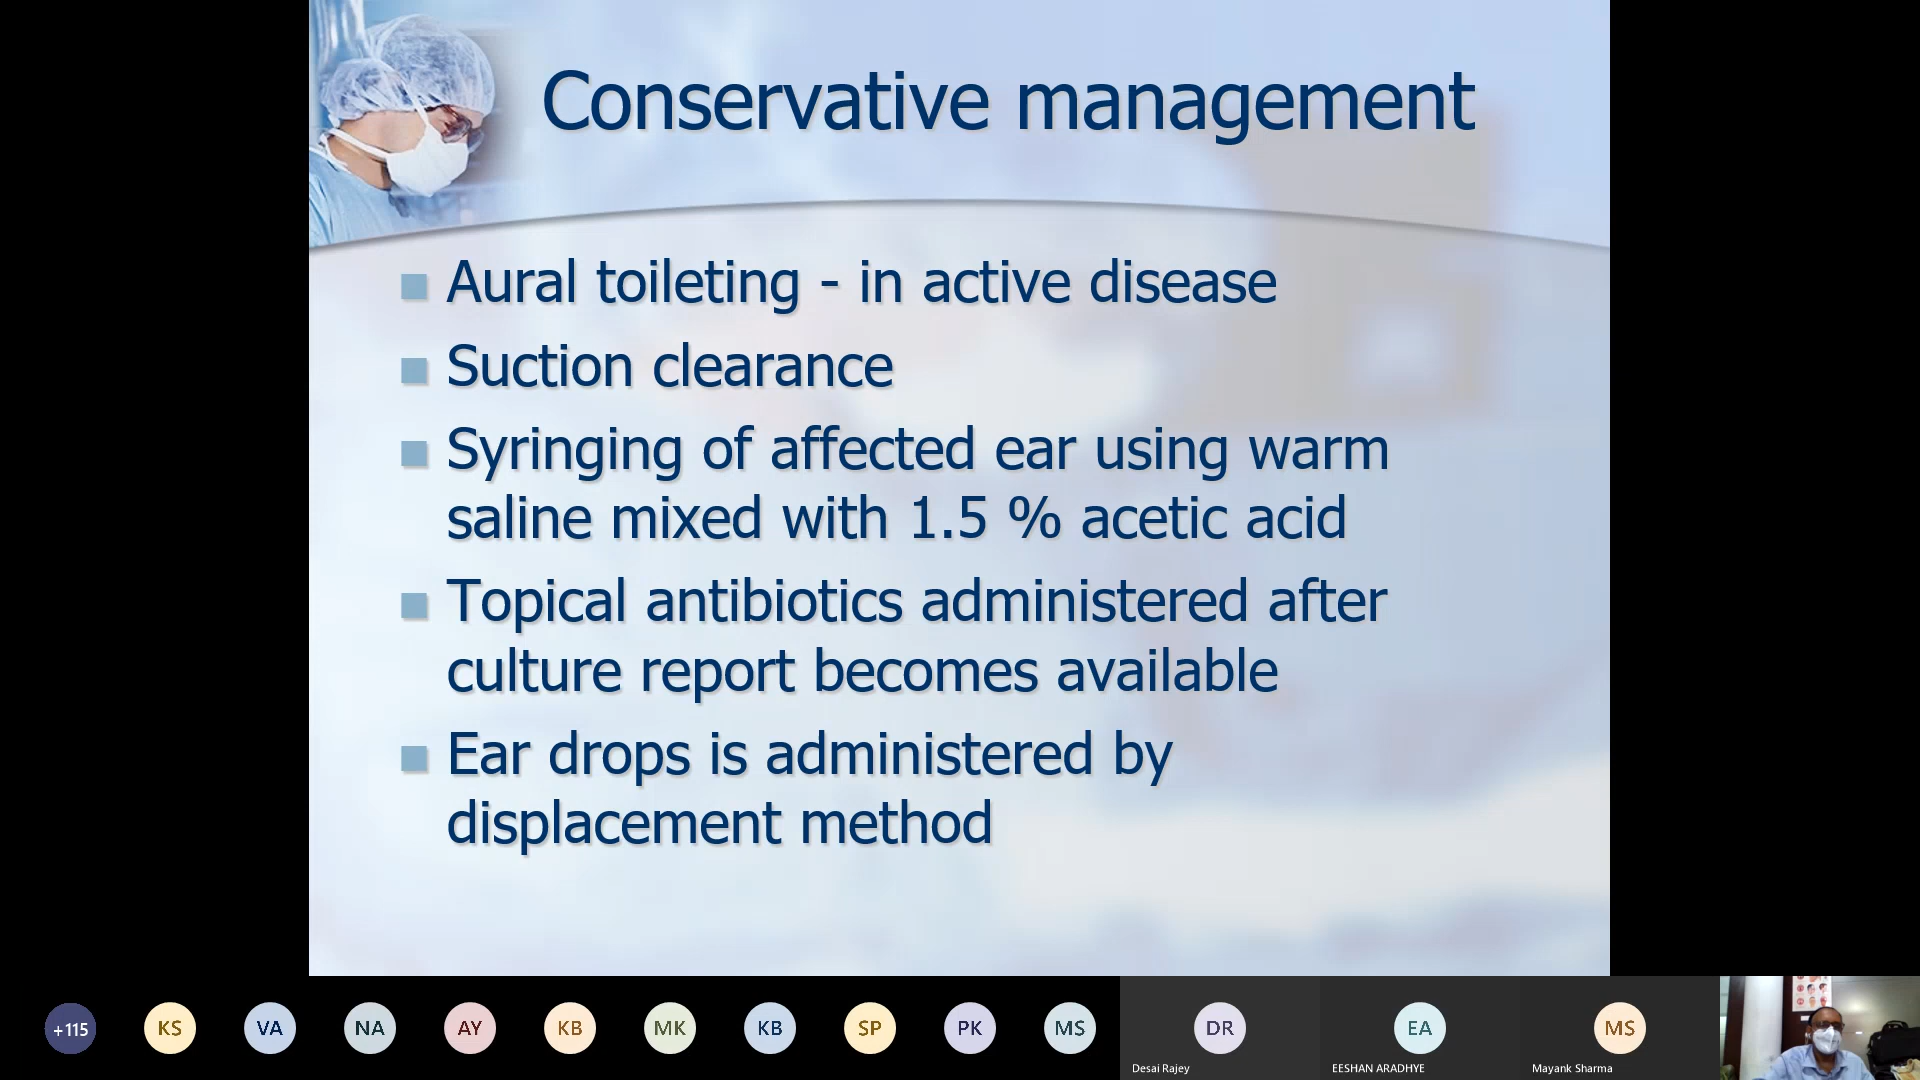 Conservative management
■ Aural toileting - in active disease
■ Suction clearance
■ Syringing of affected ear using warm
saline mixed with 1.5 % acetic acid
■ Topical antibiotics administered after
culture report becomes available
■ Ear drops is administered by
displacement method
+115
KS
VA
NA
AY
KB
MK
KB
SP
PK
MS
DR
Desai Rajey
EA
EESHAN ARADHYE
MS
Mayank Sharma